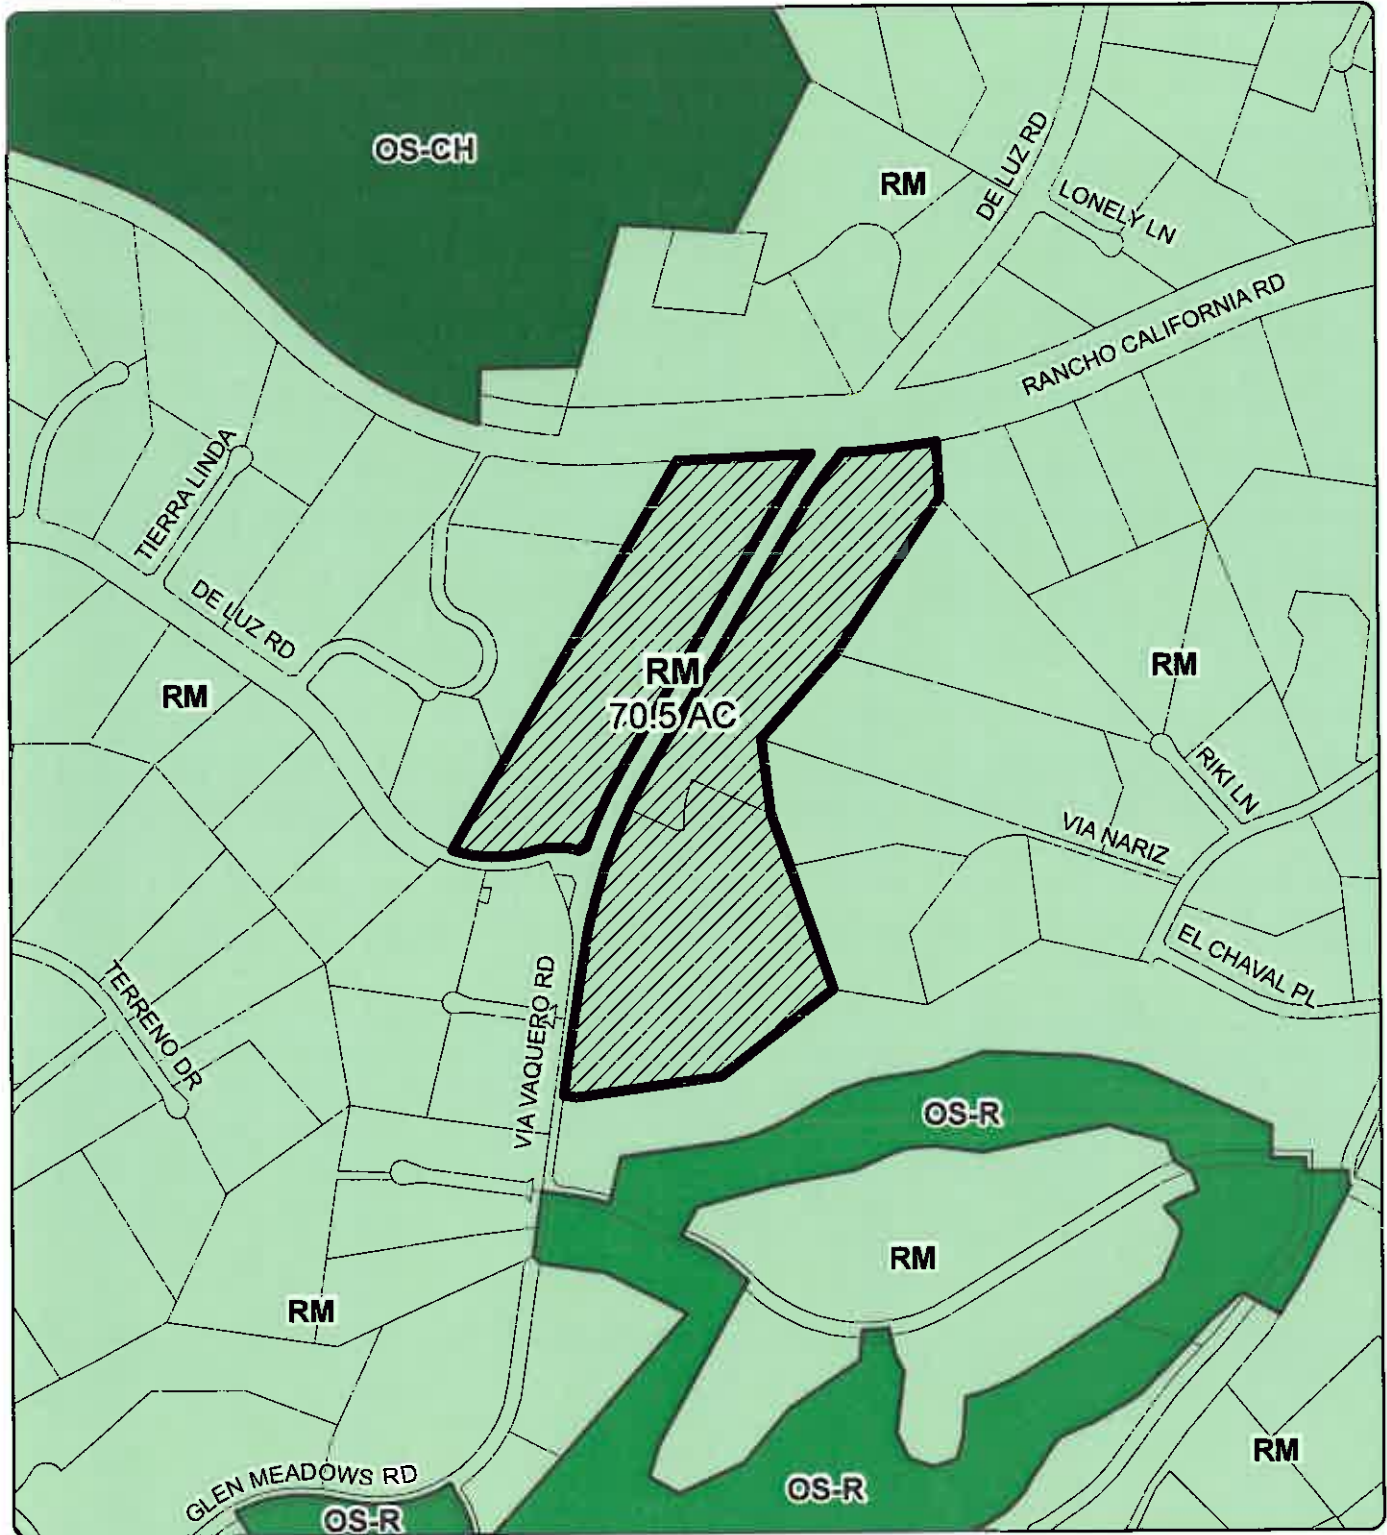 OS-CH
RM
DE LUZ RD
LONELY LN
RANCHO CALIFORNIA RD
TIERRA LINDA
DE LUZ RD
RM
RM
70.5 AC
RM
RIKI LN
VIA NARIZ
EL CHAVAL PL
TERRENO DR
VIA VAQUERO RD
OS-R
RM
RM
GLEN MEADOWS RD
OS-R
OS-R
RM